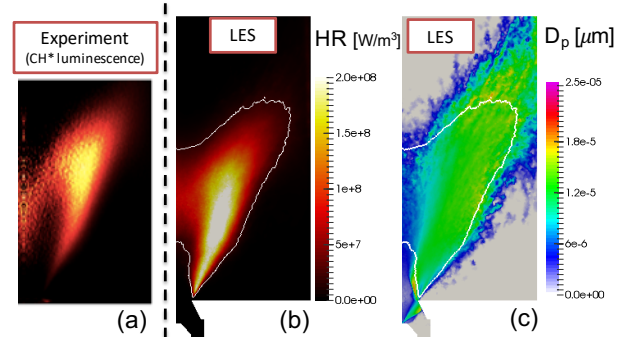 Experiment
(CH* luminescence)
LES
HR [W/m³]
LES
Dₚ [μm]
2.0e+08
1.5e+8
1e+8
5e+7
0.0e+00
2.5e-05
1.8e-5
1.2e-5
6e-6
0.0e+00
(a)
(b)
(c)